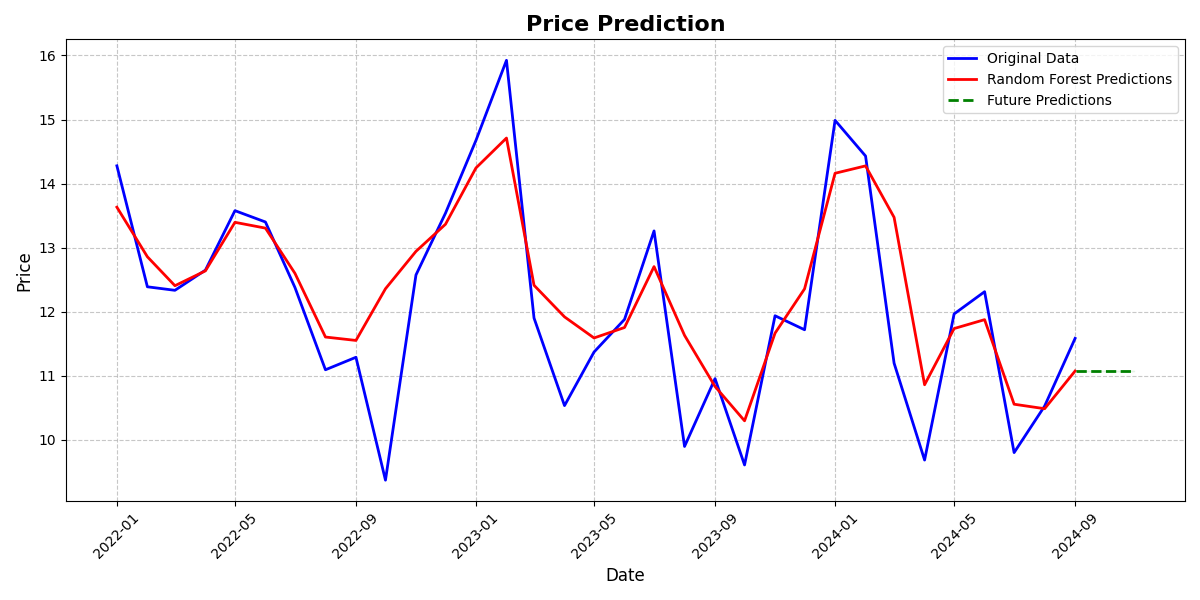 Price Prediction
Original Data
Random Forest Predictions
Future Predictions
Price
16
15
14
13
12
11
10
2022-01
2022-05
2022-09
2023-01
2023-05
2023-09
2024-01
2024-05
2024-09
Date